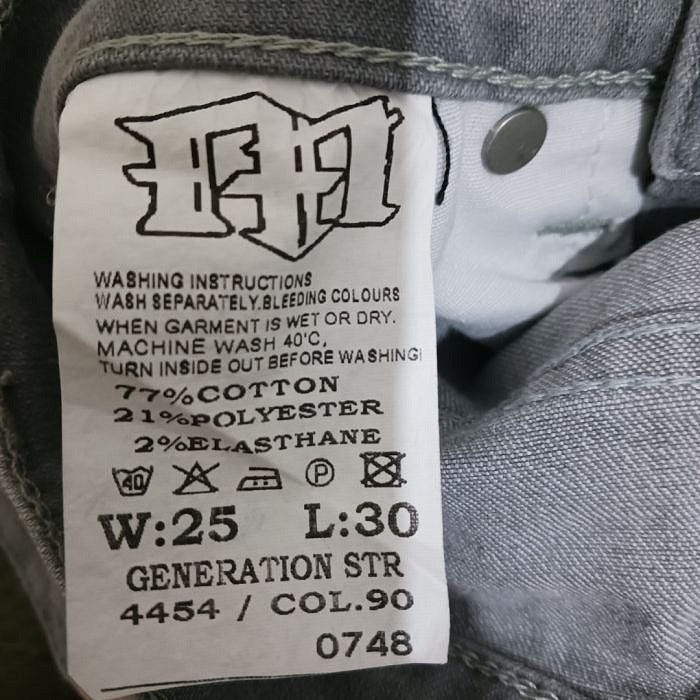 WASHING INSTRUCTIONS
WASH SEPARATELY.BLEEDING COLOURS
WHEN GARMENT IS WET OR DRY.
MACHINE WASH 40°C,
TURN INSIDE OUT BEFORE WASHING!
77%COTTON
21%POLYESTER
2%ELASTHANE
40 P
W:25 L:30
GENERATION STR
4454 / COL.90
0748